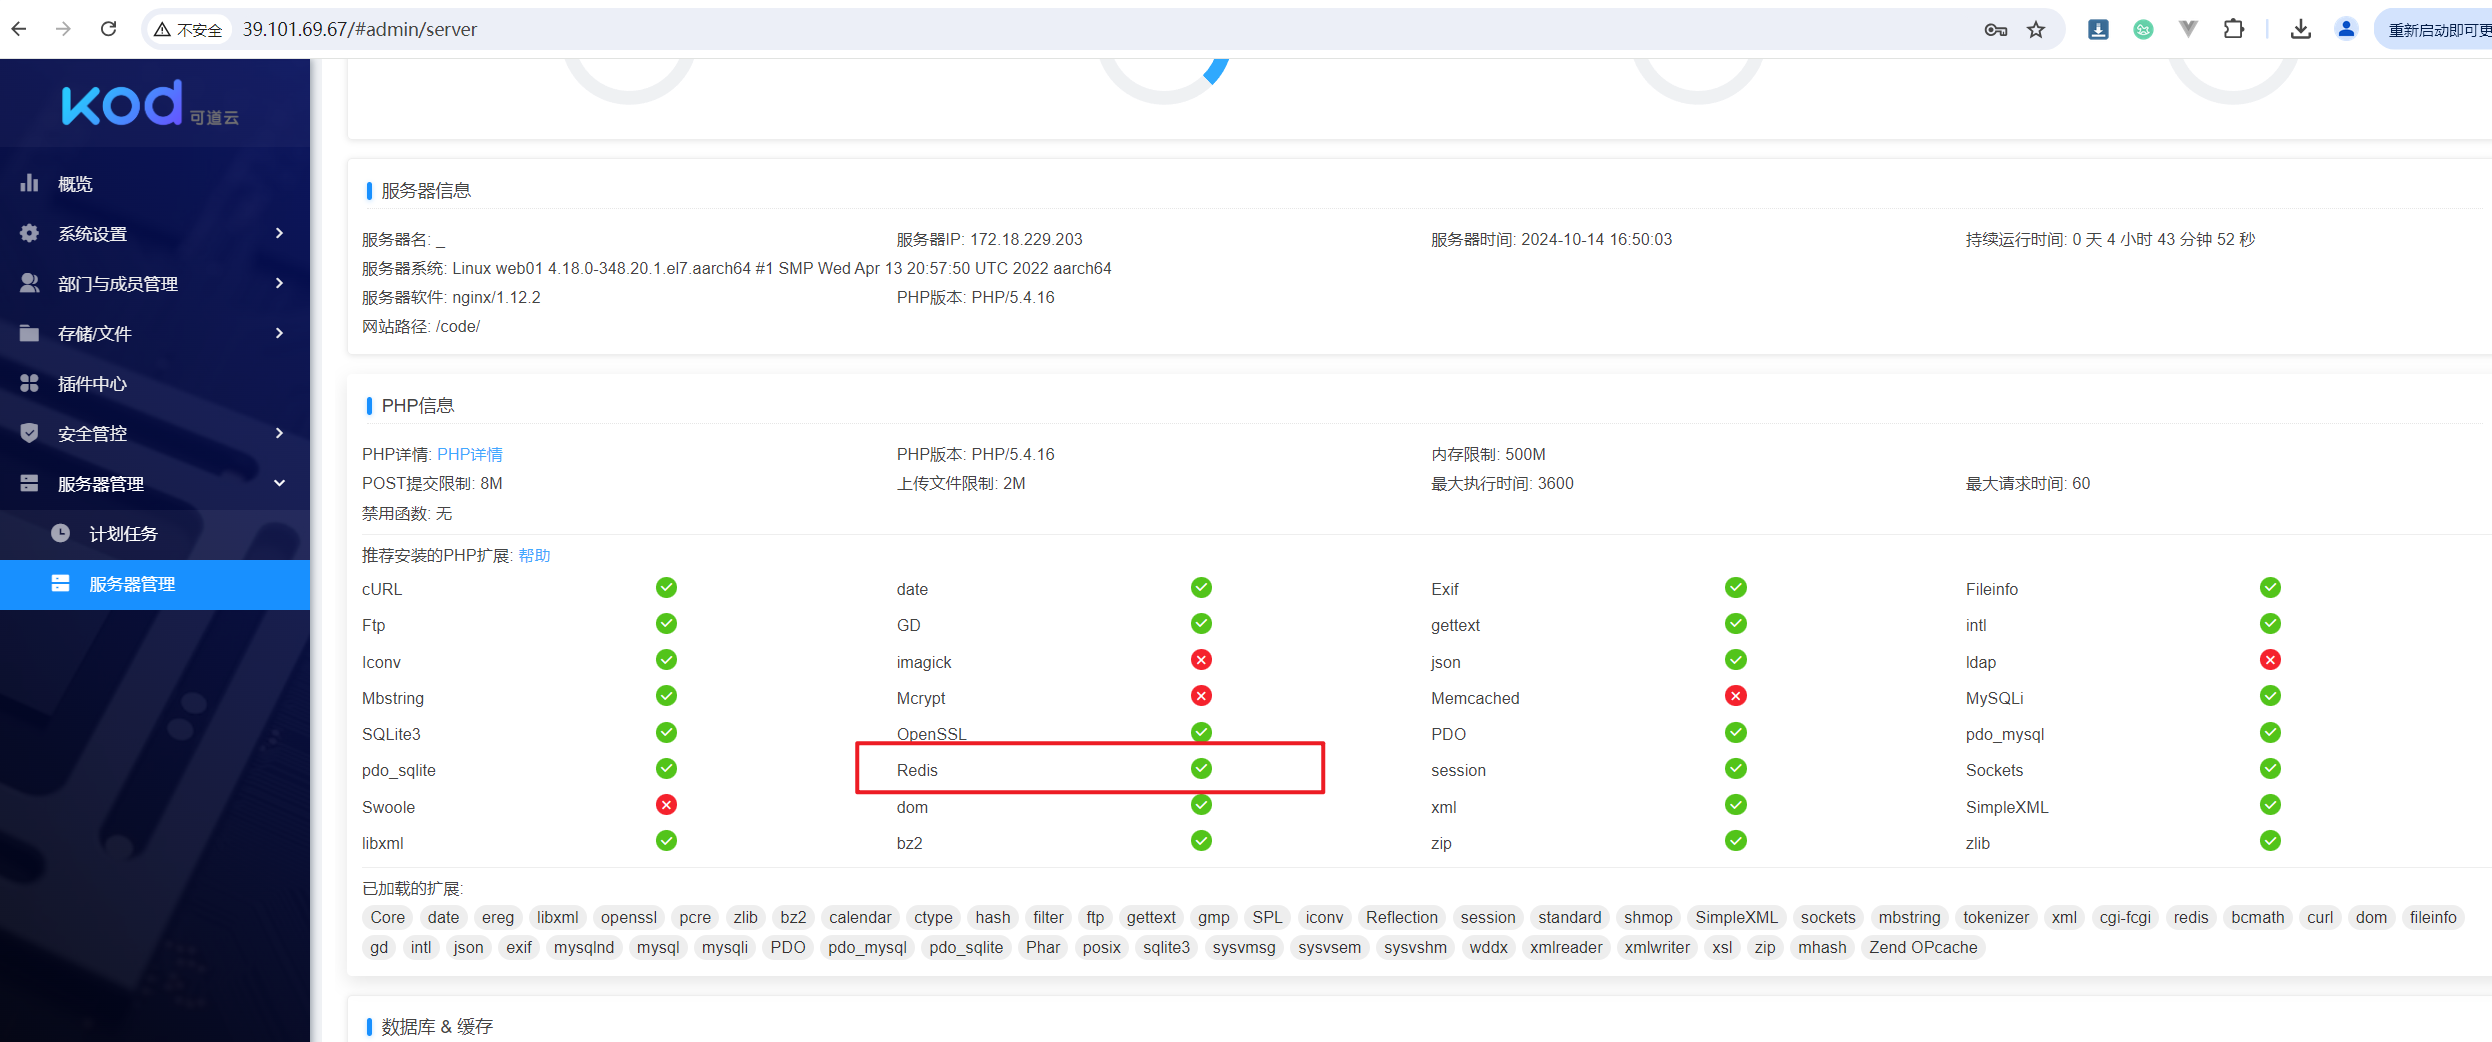 不安全 39.101.69.67/#admin/server 重新启动即可更
kod 可道云
概览
系统设置
部门与成员管理
存储/文件
插件中心
安全管控
服务器管理
计划任务
服务器管理
服务器信息
服务器名: _ 服务器IP: 172.18.229.203 服务器时间: 2024-10-14 16:50:03 持续运行时间: 0 天 4 小时 43 分钟 52 秒
服务器系统: Linux web01 4.18.0-348.20.1.el7.aarch64 #1 SMP Wed Apr 13 20:57:50 UTC 2022 aarch64
服务器软件: nginx/1.12.2 PHP版本: PHP/5.4.16
网站路径: /code/
PHP信息
PHP详情: PHP详情 PHP版本: PHP/5.4.16 内存限制: 500M
POST提交限制: 8M 上传文件限制: 2M 最大执行时间: 3600 最大请求时间: 60
禁用函数: 无
推荐安装的PHP扩展: 帮助
cURL date Exif Fileinfo
Ftp GD gettext intl
Iconv imagick json ldap
Mbstring Mcrypt Memcached MySQLi
SQLite3 OpenSSL PDO pdo_mysql
pdo_sqlite Redis session Sockets
Swoole dom xml SimpleXML
libxml bz2 zip zlib
已加载的扩展:
Core date ereg libxml openssl pcre zlib bz2 calendar ctype hash filter ftp gettext gmp SPL iconv Reflection session standard shmop SimpleXML sockets mbstring tokenizer xml cgi-fcgi redis bcmath curl dom fileinfo
gd intl json exif mysqlnd mysql mysqli PDO pdo_mysql pdo_sqlite Phar posix sqlite3 sysvmsg sysvsem sysvshm wddx xmlreader xmlwriter xsl zip mhash Zend OPcache
数据库 & 缓存